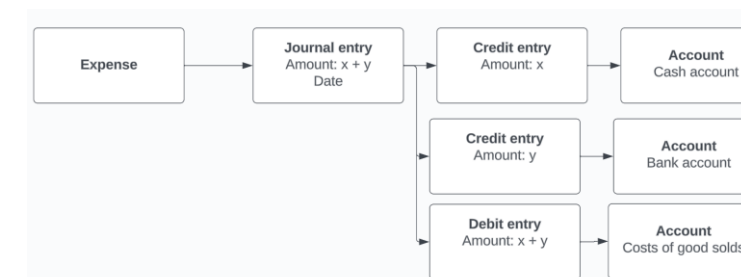 Expense
Journal entry
Amount: x + y
Date
Credit entry
Amount: x
Account
Cash account
Credit entry
Amount: y
Account
Bank account
Debit entry
Amount: x + y
Account
Costs of good solds